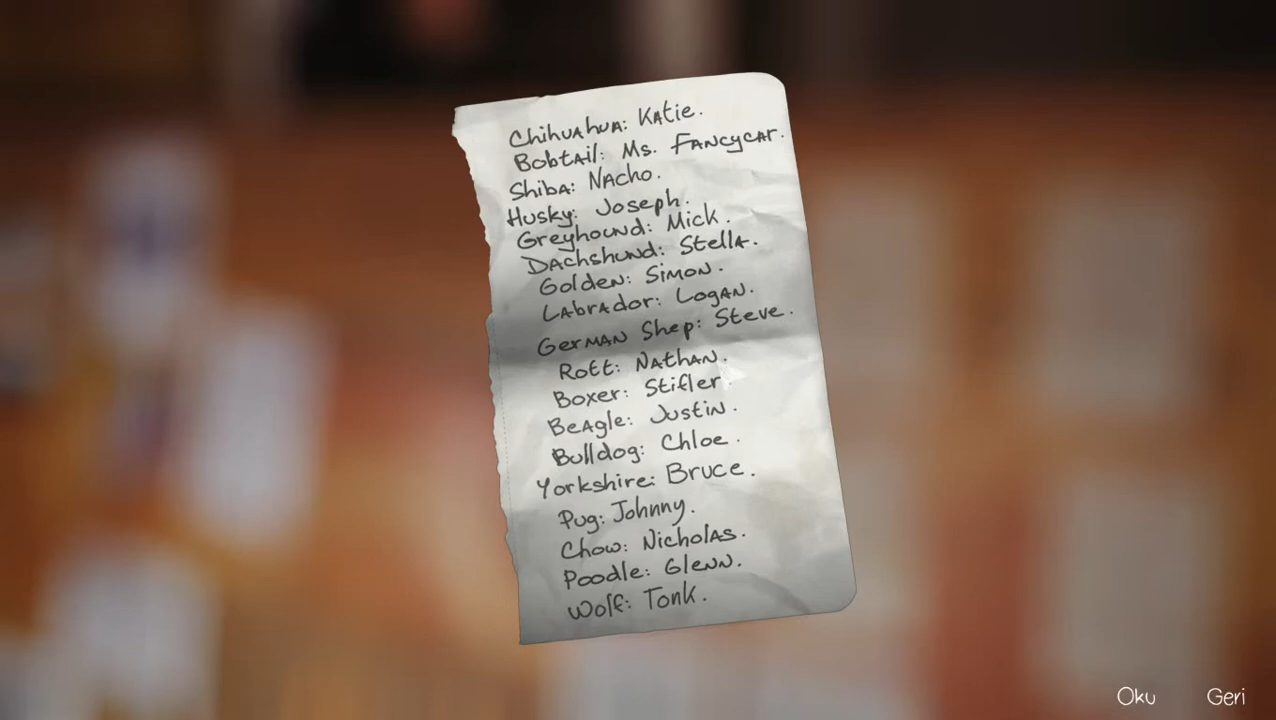 Chihuahua: Katie.
Bobtail: Ms. Fancycar.
Shiba: Nacho.
Husky: Joseph.
Greyhound: Mick.
Dachshund: Stella.
Golden: Simon.
Labrador: Logan.
German Shep: Steve.
Rott: Nathan.
Boxer: Stifler.
Beagle: Justin.
Bulldog: Chloe.
Yorkshire: Bruce.
Pug: Johnny.
Chow: Nicholas.
Poodle: Glenn.
Wolf: Tonk.
Oku Geri